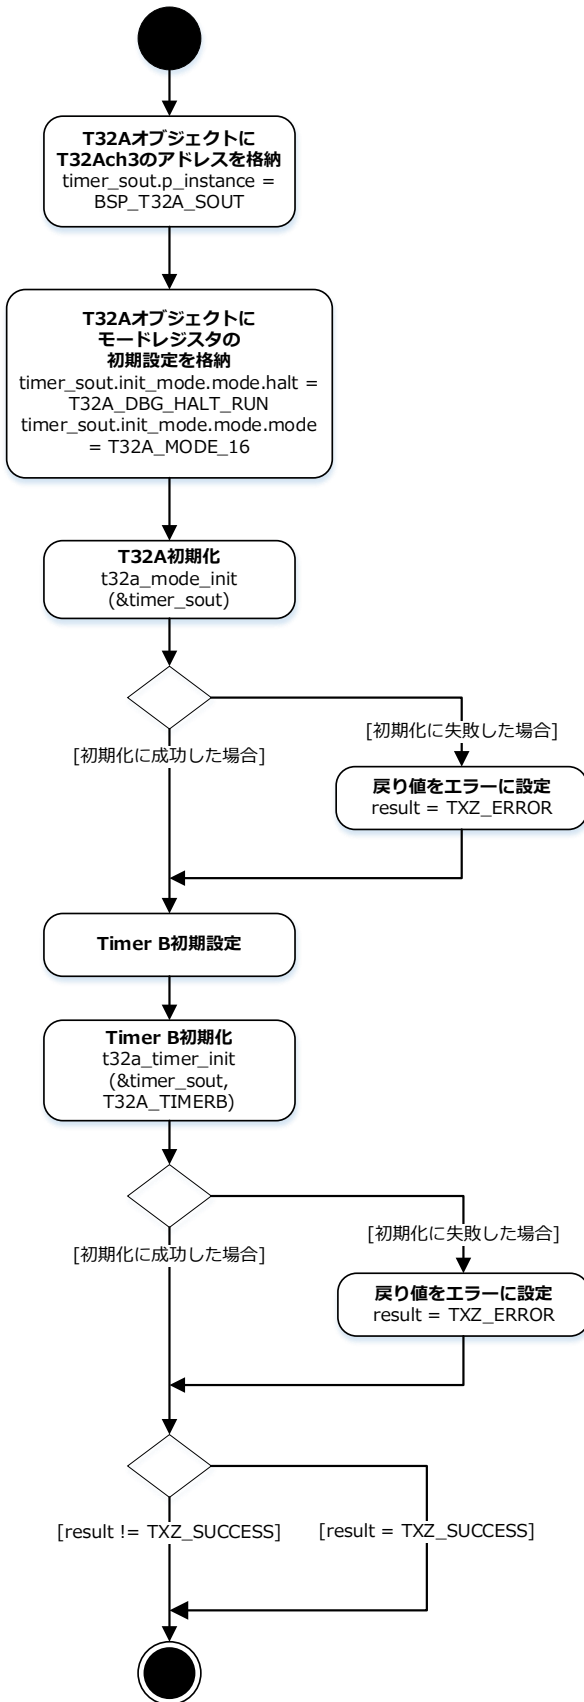 T32Aオブジェクトに
T32Ach3のアドレスを格納
timer_sout.p_instance =
BSP_T32A_SOUT
T32Aオブジェクトに
モードレジスタの
初期設定を格納
timer_sout.init_mode.mode.halt =
T32A_DBG_HALT_RUN
timer_sout.init_mode.mode.mode
= T32A_MODE_16
T32A初期化
t32a_mode_init
(&timer_sout)
[初期化に失敗した場合]
[初期化に成功した場合]
戻り値をエラーに設定
result = TXZ_ERROR
Timer B初期設定
Timer B初期化
t32a_timer_init
(&timer_sout,
T32A_TIMERB)
[初期化に失敗した場合]
[初期化に成功した場合]
戻り値をエラーに設定
result = TXZ_ERROR
[result != TXZ_SUCCESS]
[result = TXZ_SUCCESS]